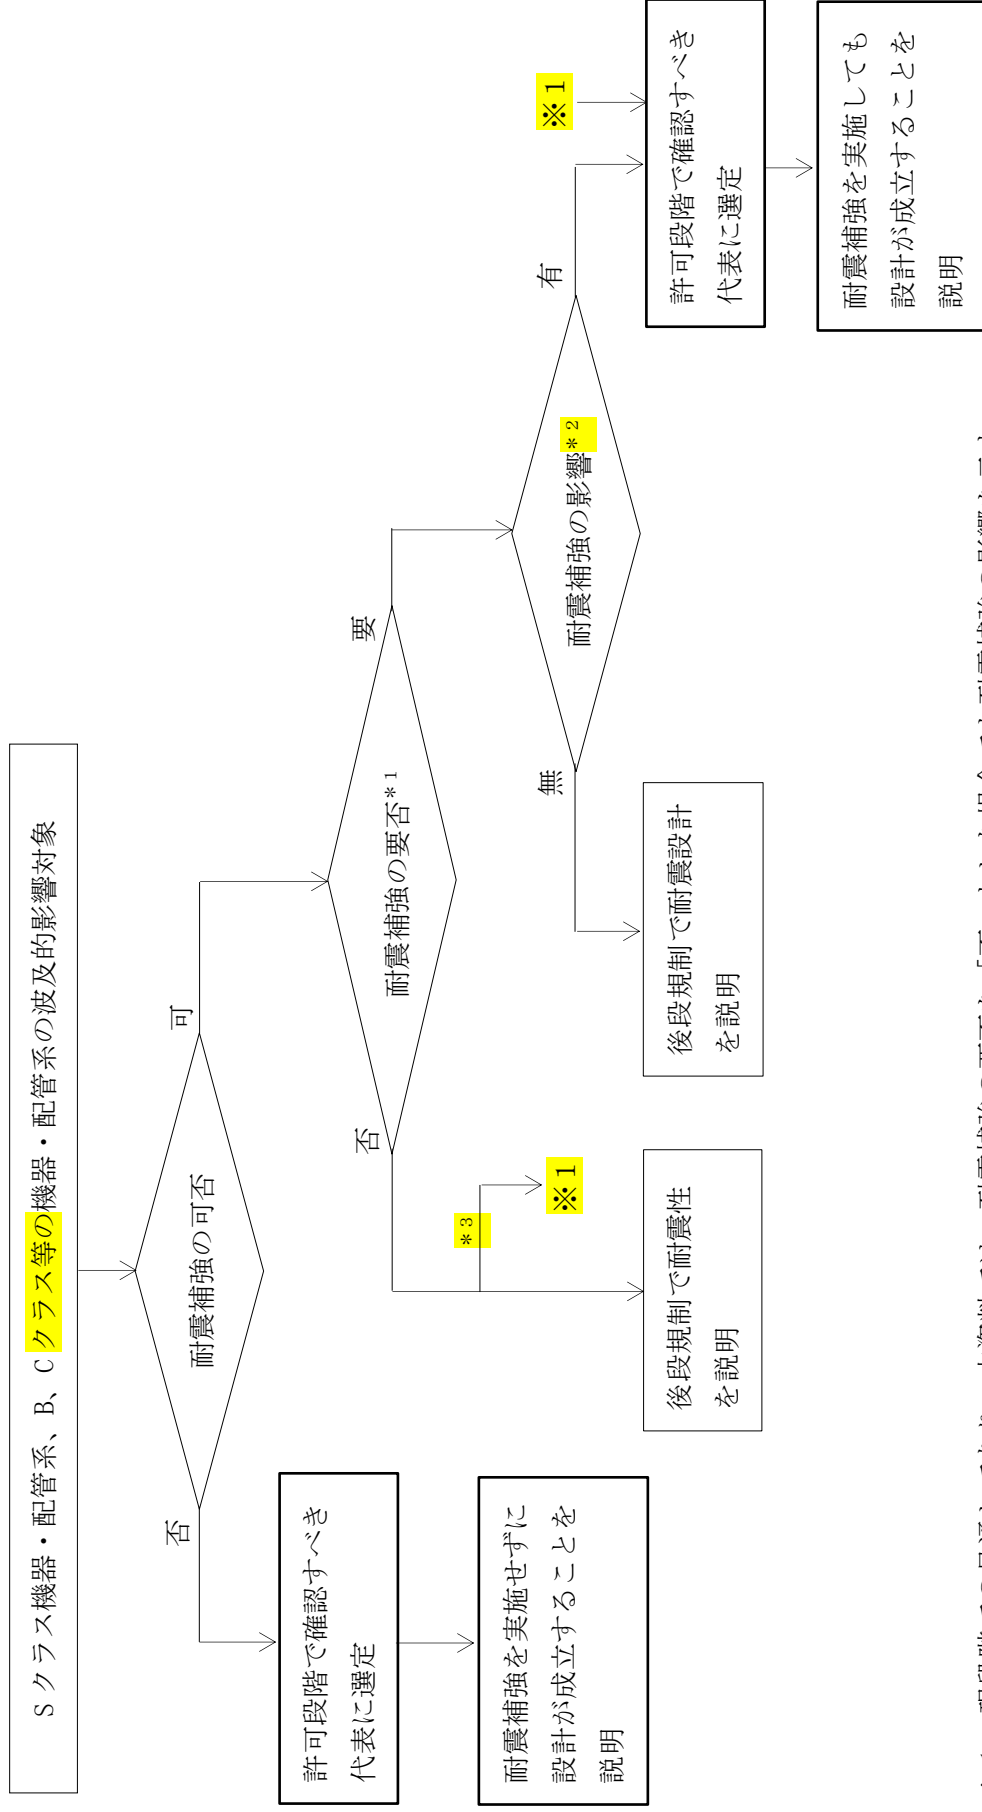 Sクラス機器・配管系、B、Cクラス等の機器・配管系の波及的影響対象
耐震補強の可否
否
可
許可段階で確認すべき
代表に選定
耐震補強を実施せずに
設計が成立することを
説明
耐震補強の要否*1
否
要
*3
※1
後段規制で耐震性
を説明
耐震補強の影響*2
無
有
後段規制で耐震設計
を説明
※1
許可段階で確認すべき
代表に選定
耐震補強を実施しても
設計が成立することを
説明